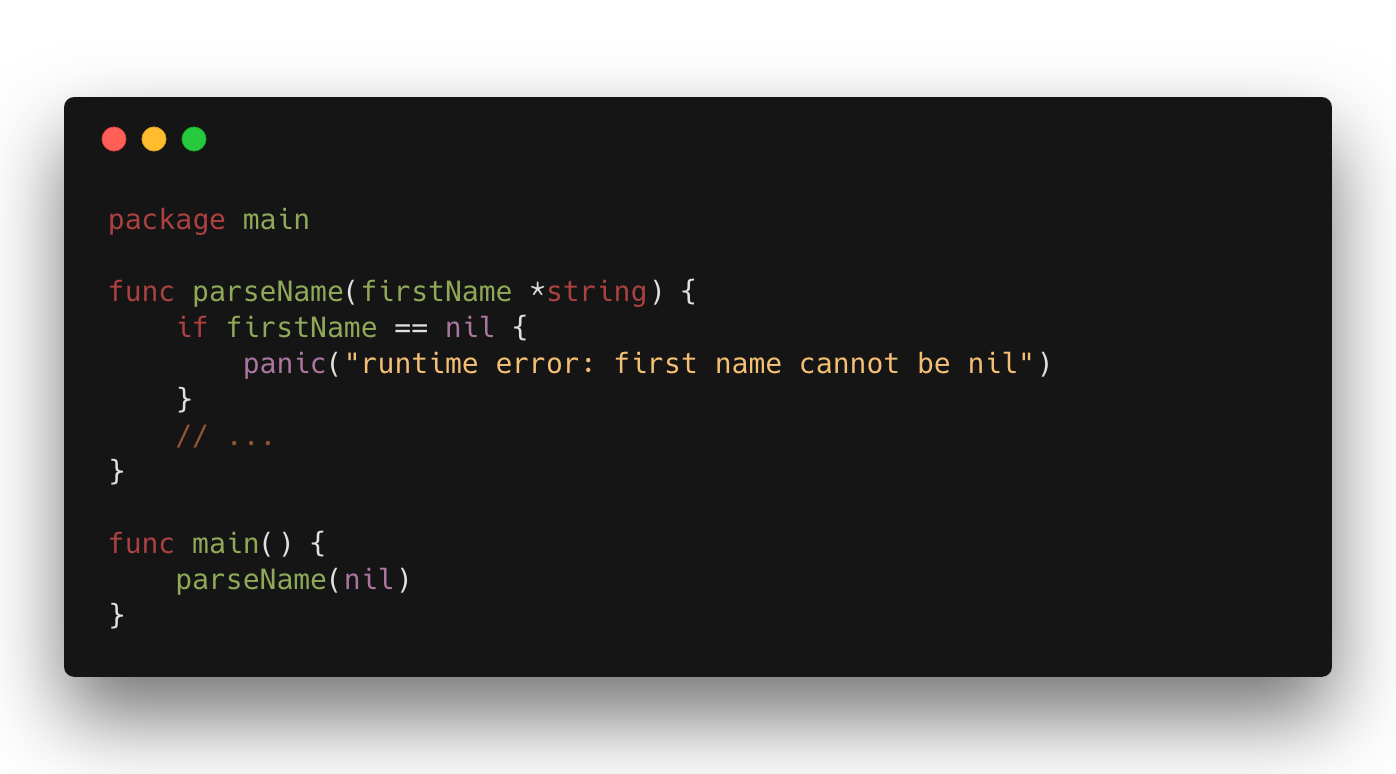 package main
func parseName(firstName *string) {
    if firstName == nil {
        panic("runtime error: first name cannot be nil")
    }
    // ...
}
func main() {
    parseName(nil)
}